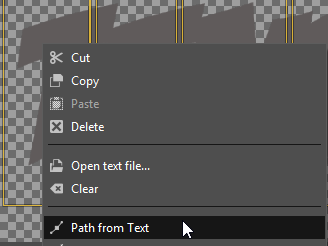 Cut
Copy
Paste
Delete
Open text file...
Clear
Path from Text